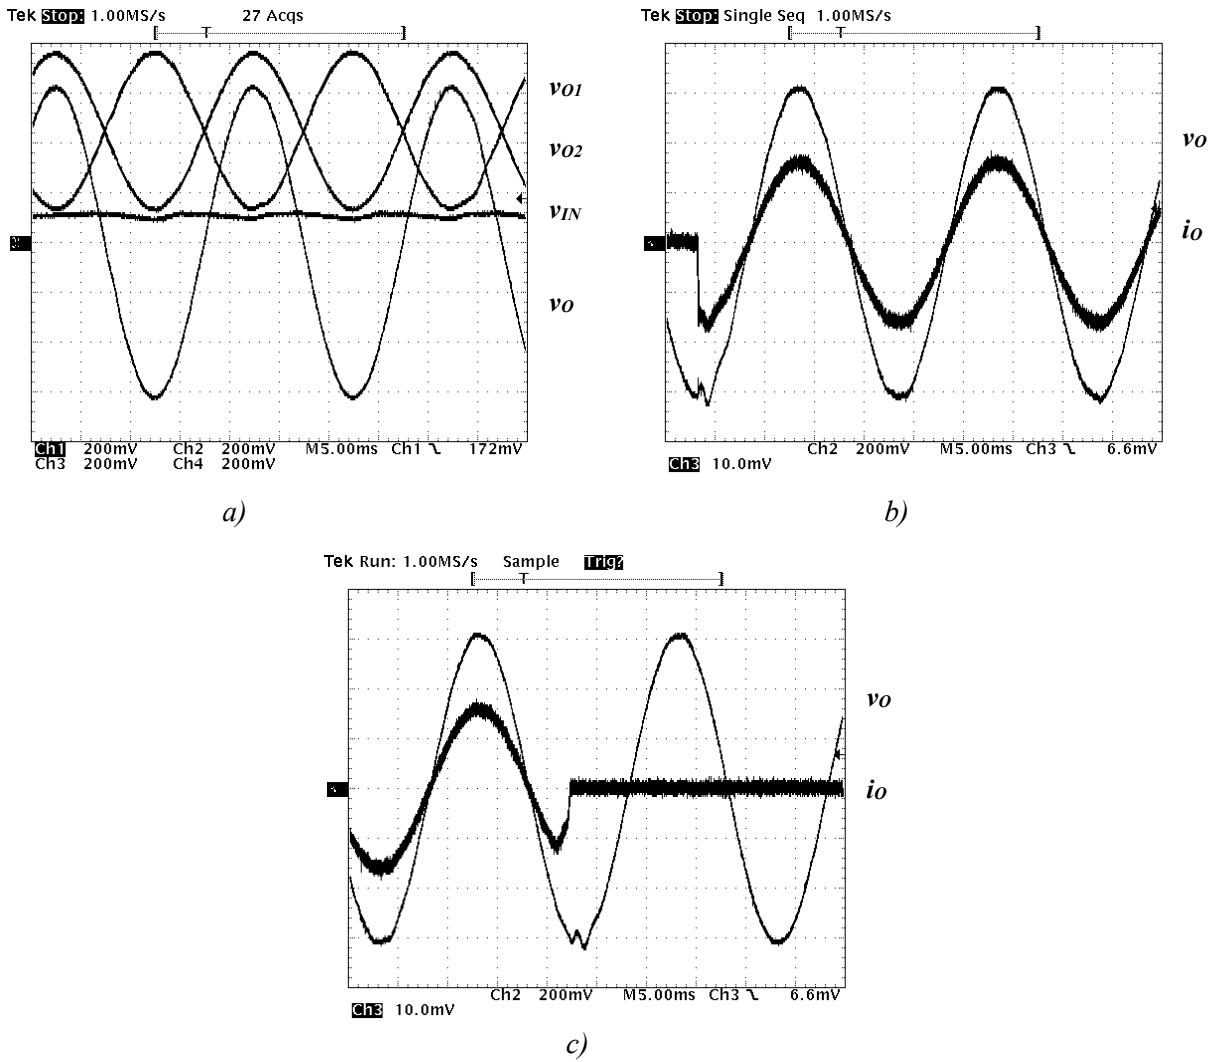 Tek Stop: 1.00MS/s 27 Acqs
T
vO1
vO2
vIN
vO
Ch1 200mV Ch2 200mV M5.00ms Ch1 172mV
Ch3 200mV Ch4 200mV
a)
Tek Stop: Single Seq 1.00MS/s
T
vO
iO
Ch2 200mV M5.00ms Ch3 6.6mV
Ch3 10.0mV
b)
Tek Run: 1.00MS/s Sample Trig?
T
vO
iO
Ch2 200mV M5.00ms Ch3 6.6mV
Ch3 10.0mV
c)